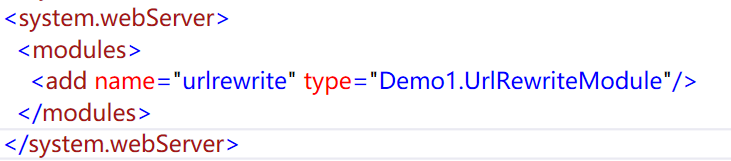 <system.webServer>
<modules>
<add name="urlrewrite" type="Demo1.UrlRewriteModule"/>
</modules>
</system.webServer>